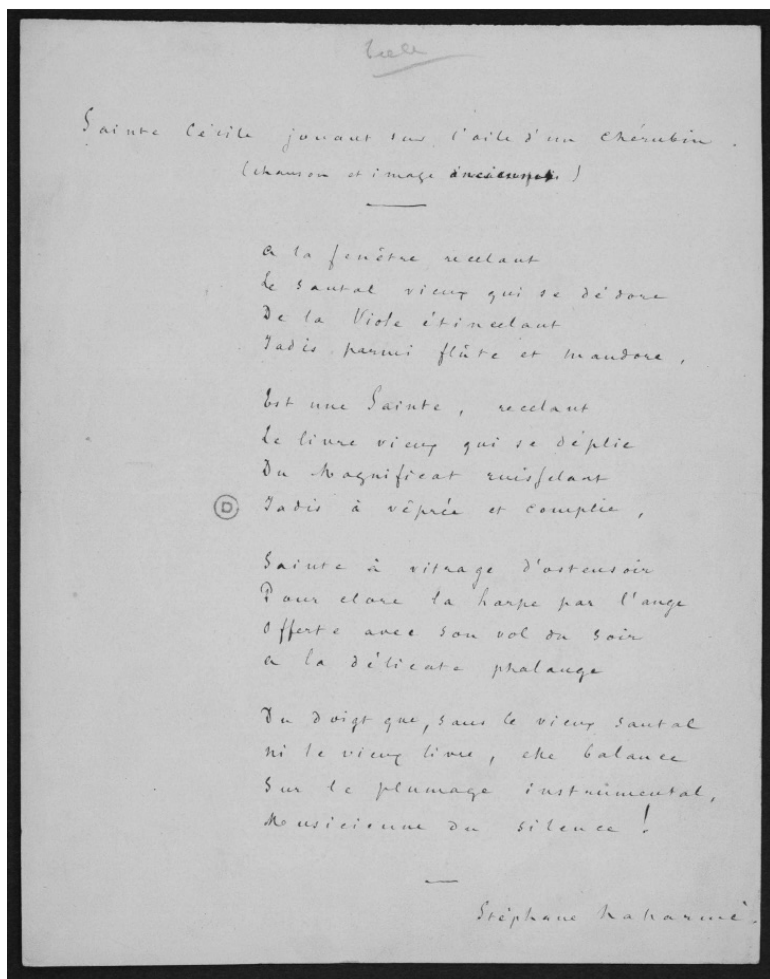 Sainte Cécile jouant sur l'aile d'un chérubin.
(chanson et image anciennes)
A la fenêtre recelant
Le santal vieux qui se dédore
De la Viole étincelant
Jadis parmi flûte et mandore,
Est une Sainte, recelant
Le livre vieux qui se déplie
Du Magnificat ruisselant
D Jadis à vêprée et complie,
Sainte à vitrage d'ostensoir
Pour clore la harpe par l'ange
Offerte avec son vol du soir
A la délicate phalange
Du doigt que, sans le vieux santal
Ni le vieux livre, elle balance
Sur le plumage instrumental,
Musicienne du silence !
Stéphane Mallarmé.